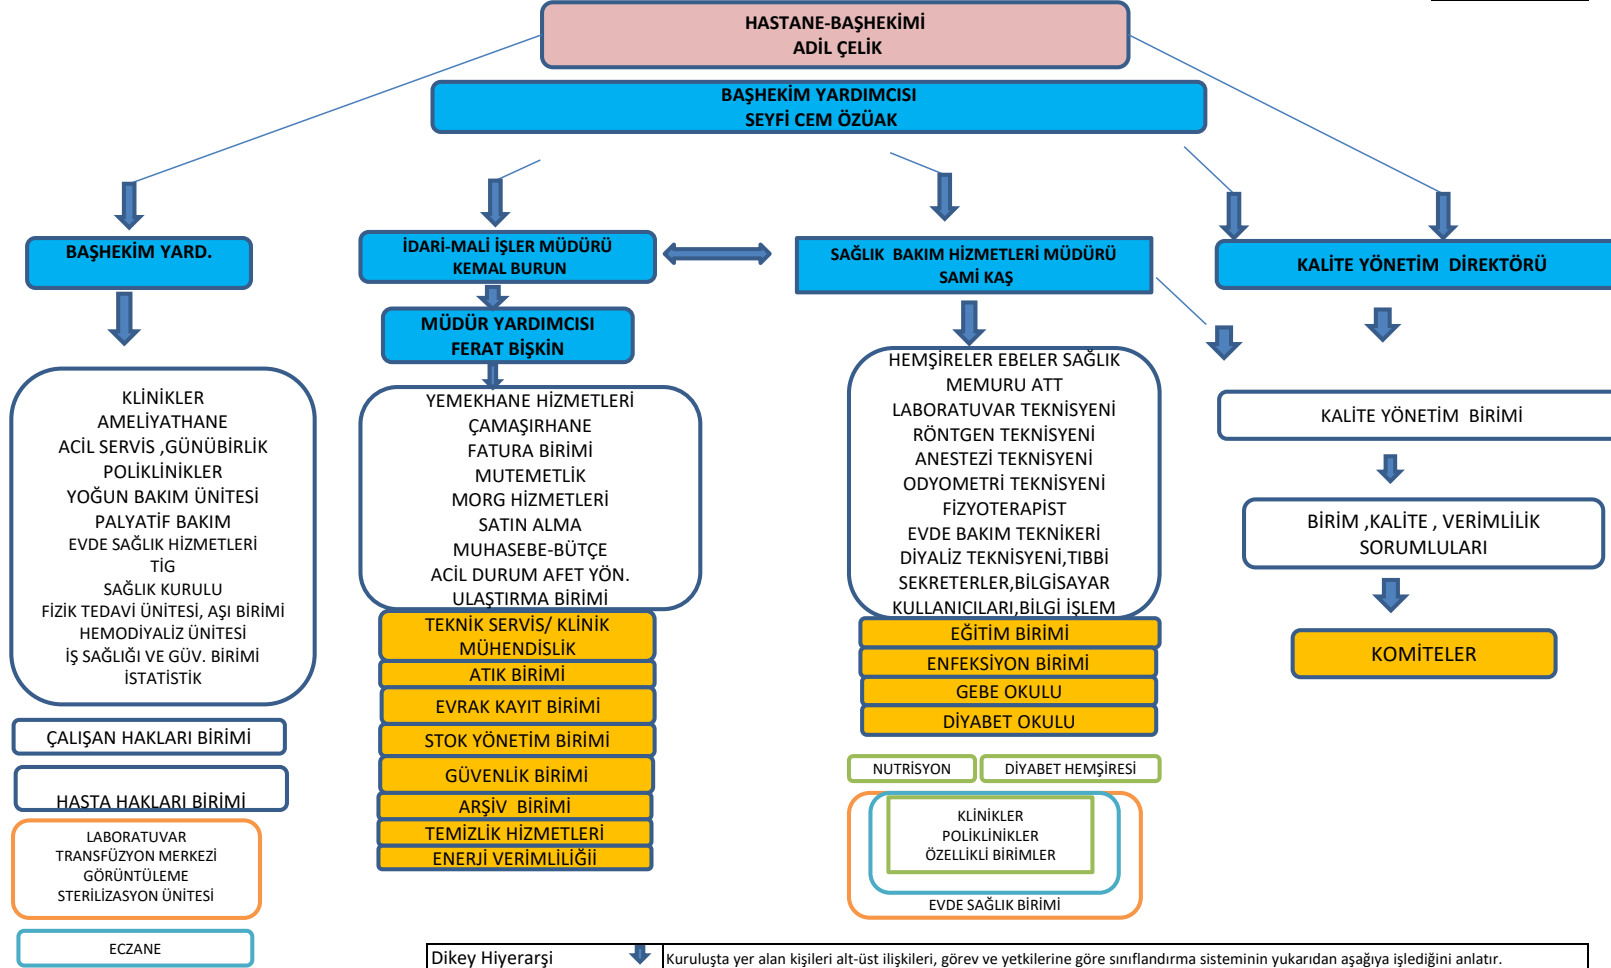 HASTANE-BAŞHEKİMİ
ADİL ÇELİK
BAŞHEKİM YARDIMCISI
SEYFİ CEM ÖZÜAK
BAŞHEKİM YARD.
İDARİ-MALİ İŞLER MÜDÜRÜ
KEMAL BURUN
SAĞLIK BAKIM HİZMETLERİ MÜDÜRÜ
SAMİ KAŞ
KALİTE YÖNETİM DİREKTÖRÜ
MÜDÜR YARDIMCISI
FERAT BİŞKİN
KLİNİKLER
AMELİYATHANE
ACİL SERVİS ,GÜNÜBİRLİK
POLİKLİNİKLER
YOĞUN BAKIM ÜNİTESİ
PALYATİF BAKIM
EVDE SAĞLIK HİZMETLERİ
TİG
SAĞLIK KURULU
FİZİK TEDAVİ ÜNİTESİ, AŞI BİRİMİ
HEMODİYALİZ ÜNİTESİ
İŞ SAĞLIĞI VE GÜV. BİRİMİ
İSTATİSTİK
ÇALIŞAN HAKLARI BİRİMİ
HASTA HAKLARI BİRİMİ
LABORATUVAR
TRANSFÜZYON MERKEZİ
GÖRÜNTÜLEME
STERİLİZASYON ÜNİTESİ
ECZANE
YEMEKHANE HİZMETLERİ
ÇAMAŞIRHANE
FATURA BİRİMİ
MUTEMETLİK
MORG HİZMETLERİ
SATIN ALMA
MUHASEBE-BÜTÇE
ACİL DURUM AFET YÖN.
ULAŞTIRMA BİRİMİ
TEKNİK SERVİS/ KLİNİK
MÜHENDİSLİK
ATIK BİRİMİ
EVRAK KAYIT BİRİMİ
STOK YÖNETİM BİRİMİ
GÜVENLİK BİRİMİ
ARŞİV BİRİMİ
TEMİZLİK HİZMETLERİ
ENERJİ VERİMLİLİĞİİ
HEMŞİRELER EBELER SAĞLIK
MEMURU ATT
LABORATUVAR TEKNİSYENİ
RÖNTGEN TEKNİSYENİ
ANESTEZİ TEKNİSYENİ
ODYOMETRİ TEKNİSYENİ
FİZYOTERAPİST
EVDE BAKIM TEKNİKERİ
DİYALİZ TEKNİSYENİ,TIBBİ
SEKRETERLER,BİLGİSAYAR
KULLANICILARI,BİLGİ İŞLEM
EĞİTİM BİRİMİ
ENFEKSİYON BİRİMİ
GEBE OKULU
DİYABET OKULU
NUTRİSYON
DİYABET HEMŞİRESİ
KLİNİKLER
POLİKLİNİKLER
ÖZELLİKLİ BİRİMLER
EVDE SAĞLIK BİRİMİ
KALİTE YÖNETİM BİRİMİ
BİRİM ,KALİTE , VERİMLİLİK
SORUMLULARI
KOMİTELER
Dikey Hiyerarşi
Kuruluşta yer alan kişileri alt-üst ilişkileri, görev ve yetkilerine göre sınıflandırma sisteminin yukarıdan aşağıya işlediğini anlatır.